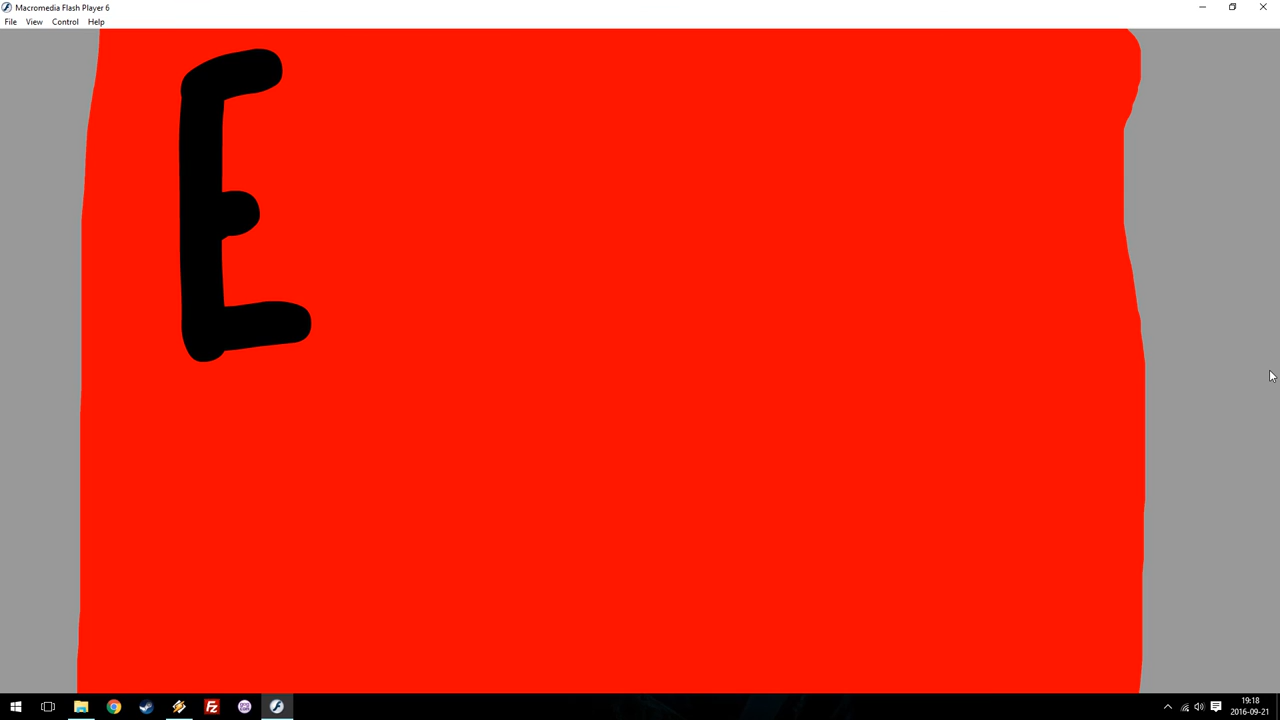 Macromedia Flash Player 6
File View Control Help
E
19:18
2016-09-21